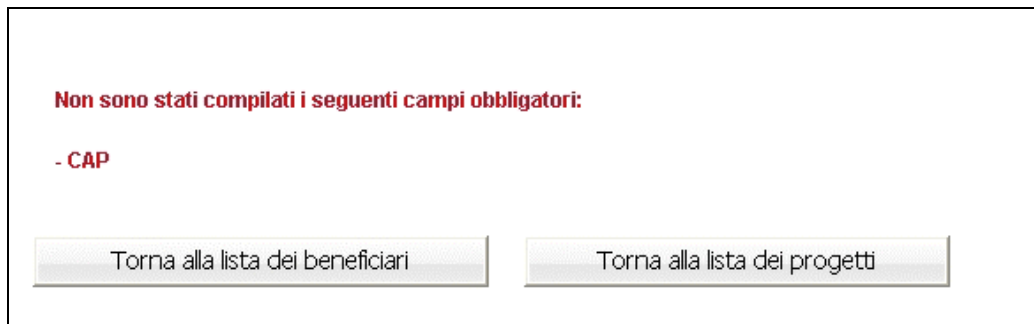 Non sono stati compilati i seguenti campi obbligatori:
- CAP
Torna alla lista dei beneficiari
Torna alla lista dei progetti